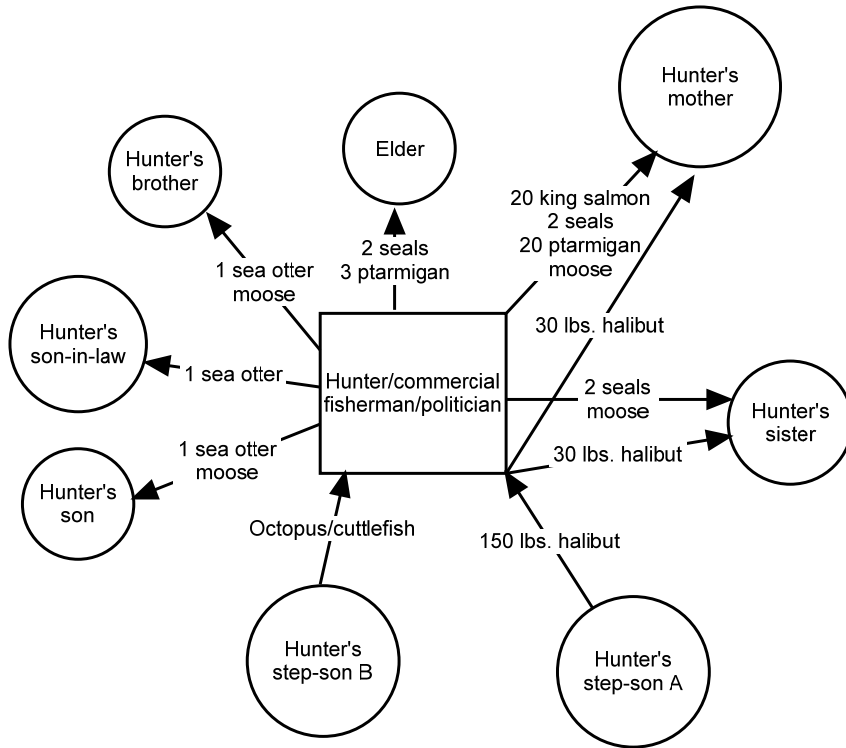 Hunter's
mother
Elder
Hunter's
brother
20 king salmon
2 seals
20 ptarmigan
moose
2 seals
3 ptarmigan
1 sea otter
moose
Hunter's
son-in-law
30 lbs. halibut
1 sea otter
Hunter/commercial
fisherman/politician
2 seals
moose
Hunter's
sister
1 sea otter
moose
30 lbs. halibut
Hunter's
son
Octopus/cuttlefish
150 lbs. halibut
Hunter's
step-son B
Hunter's
step-son A